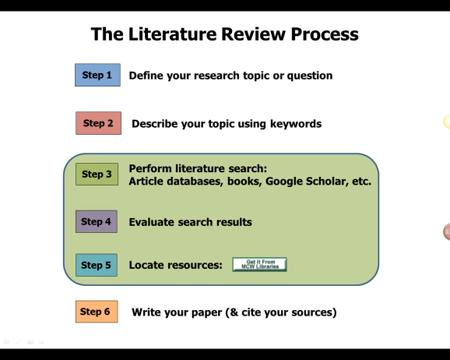 The Literature Review Process
Step 1 Define your research topic or question
Step 2 Describe your topic using keywords
Step 3 Perform literature search:
Article databases, books, Google Scholar, etc.
Step 4 Evaluate search results
Step 5 Locate resources: Get it From
MCW Libraries
Step 6 Write your paper (& cite your sources)